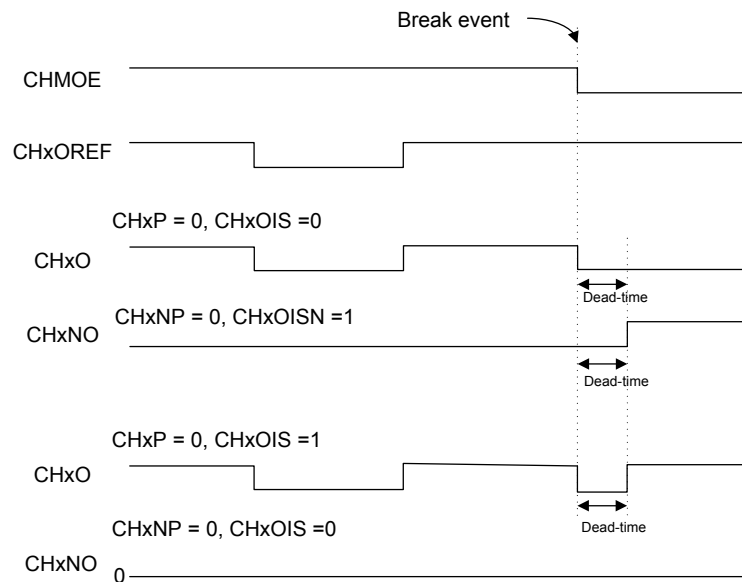 Break event
CHMOE
CHxOREF
CHxP = 0, CHxOIS =0
CHxO
Dead-time
CHxNP = 0, CHxOISN =1
CHxNO
Dead-time
CHxP = 0, CHxOIS =1
CHxO
Dead-time
CHxNP = 0, CHxOIS =0
CHxNO 0